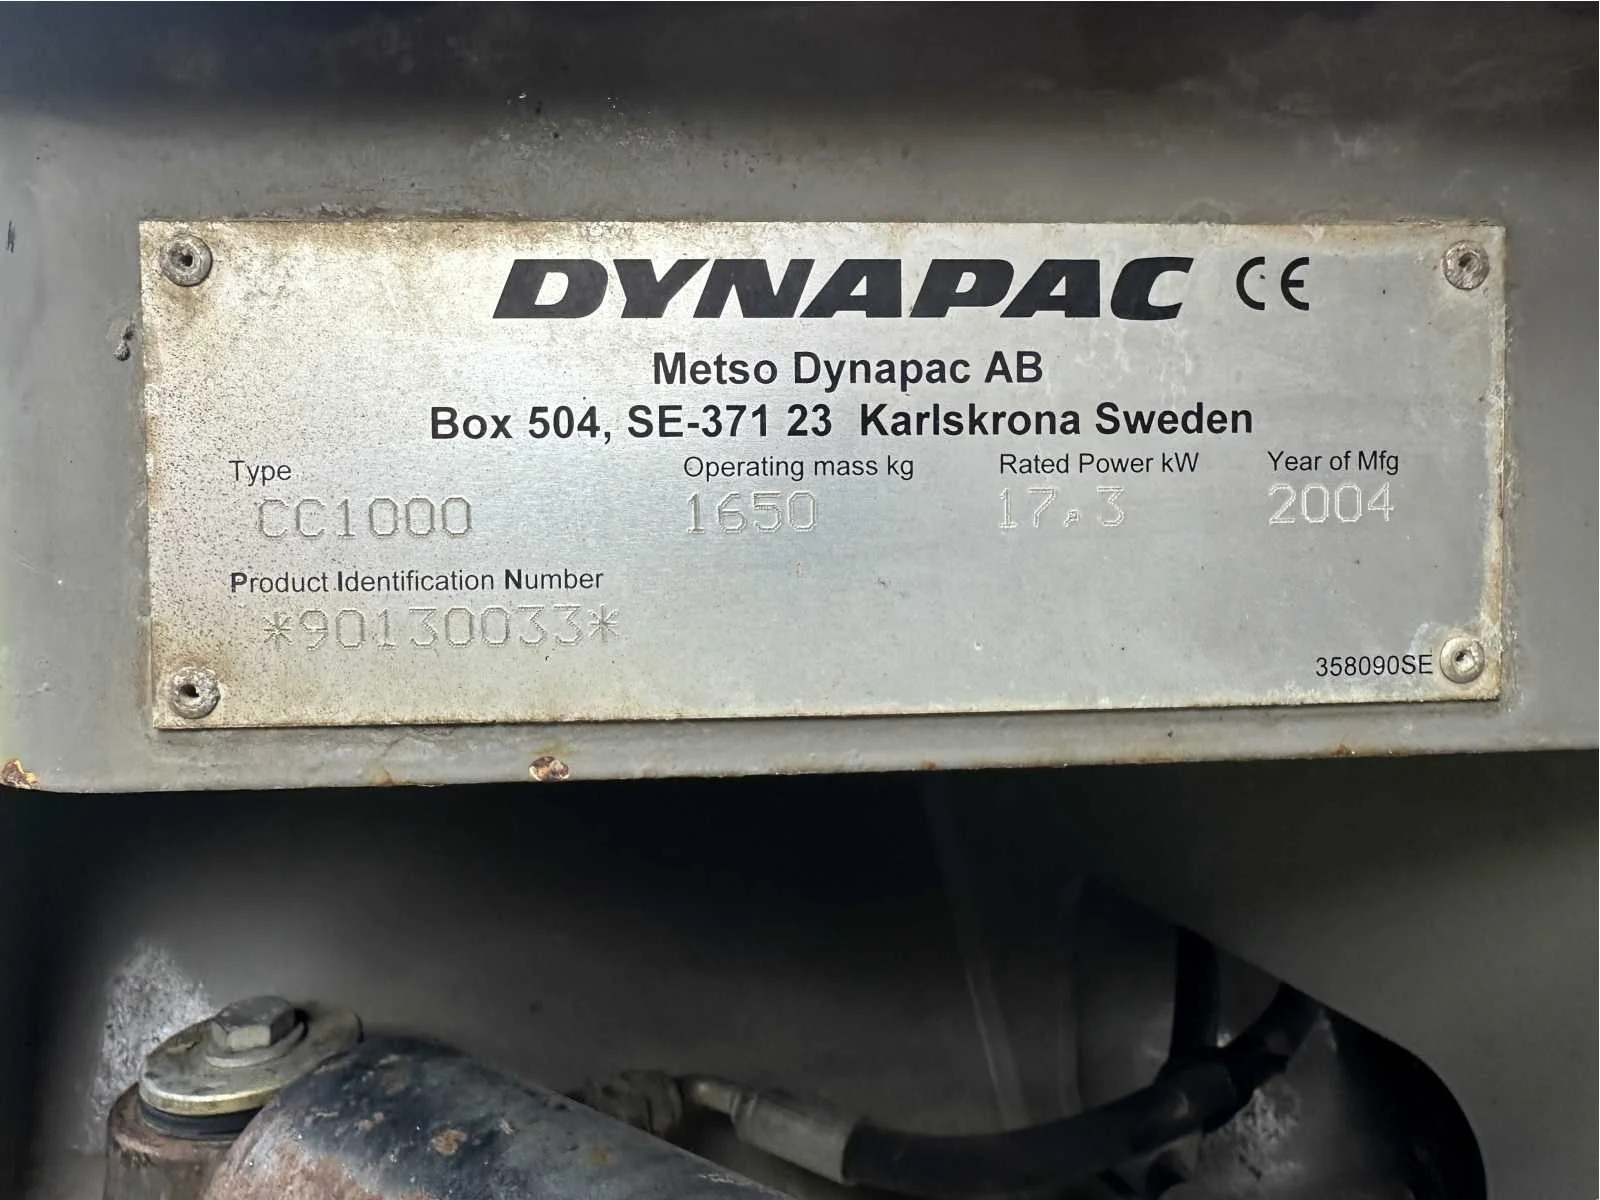 DYNAPAC CE
Metso Dynapac AB
Box 504, SE-371 23 Karlskrona Sweden
Type Operating mass kg Rated Power kW Year of Mfg
CC1000 1650 17.3 2004
Product Identification Number
*90130033*
358090SE